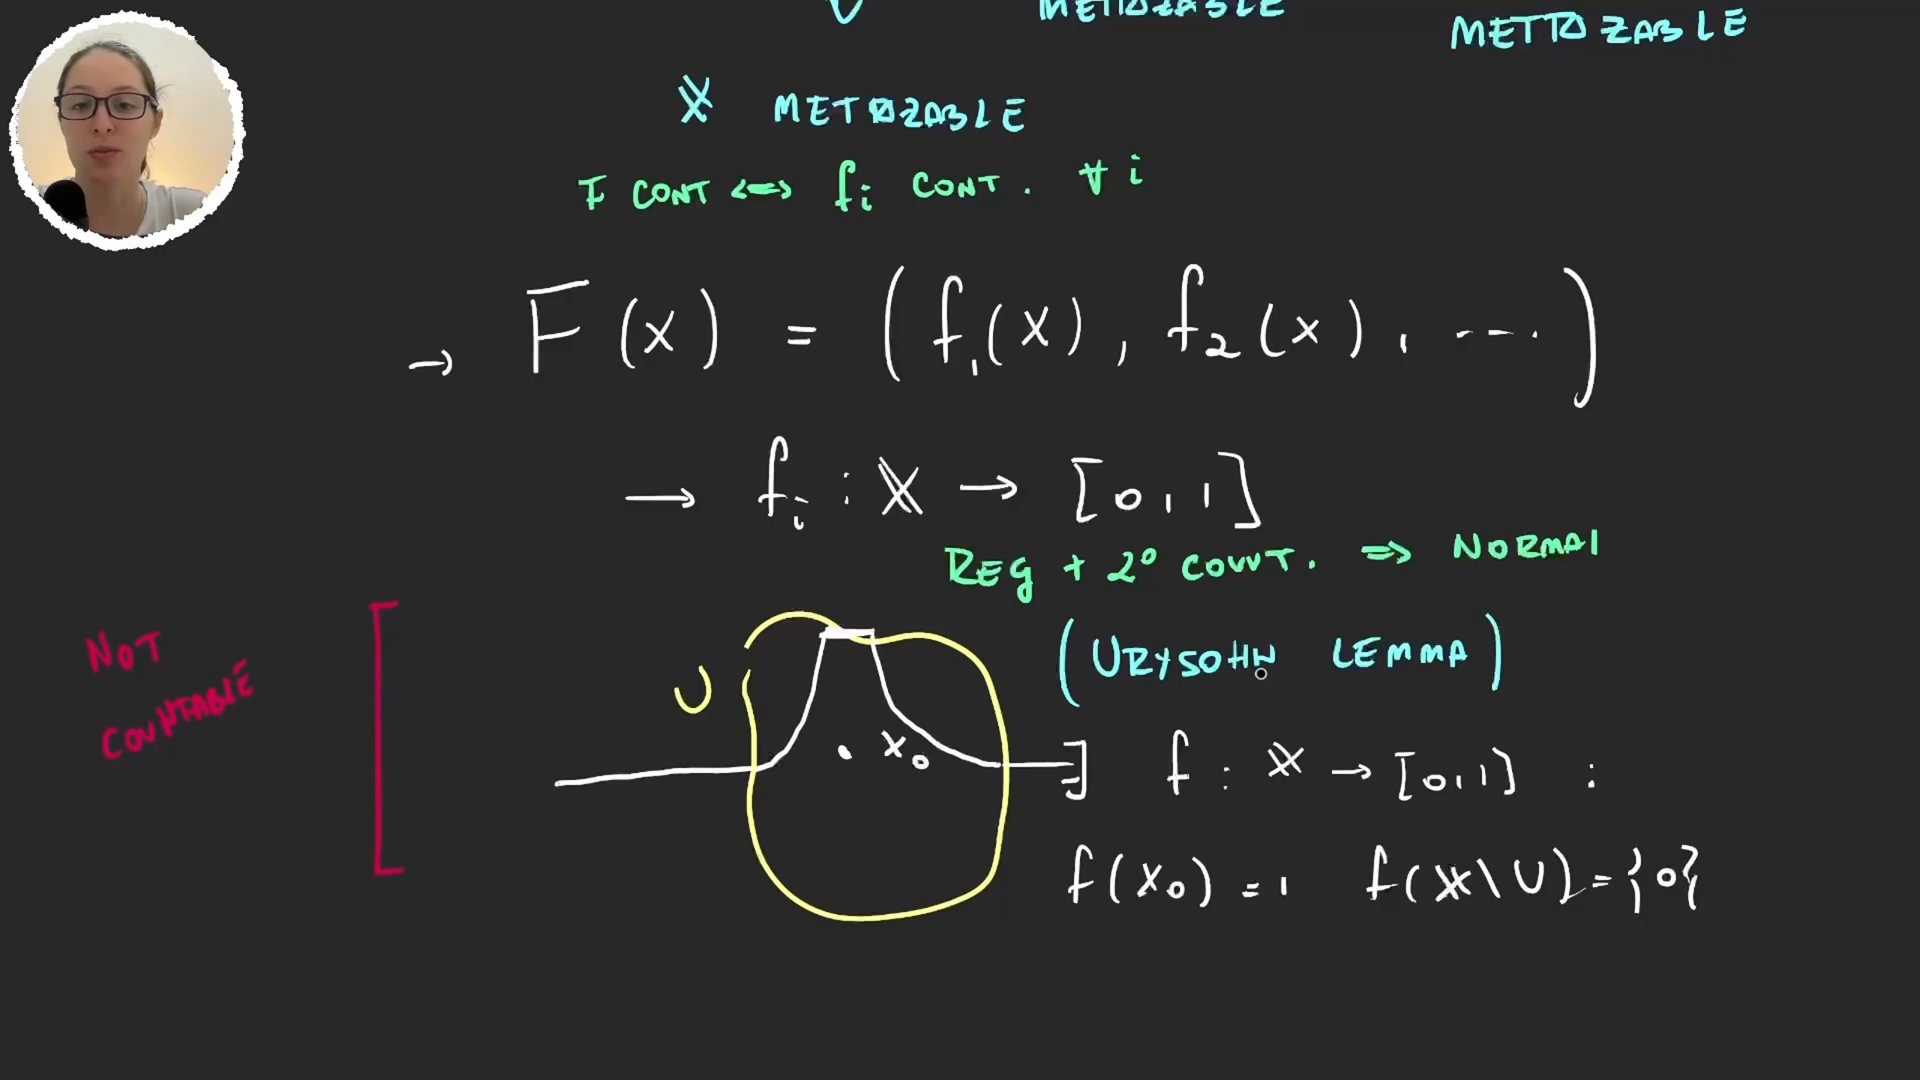 METRIZABLE
METRIZABLE
X METRIZABLE
F CONT <=> fᵢ CONT. ∀ i
→ F(x) = (f₁(x), f₂(x), ....)
→ fᵢ : X → [0,1]
REG + 2° COUNT. => NORMAL
NOT
COUNTABLE
U
(URYSOHN LEMMA)
x₀
∃ f : X → [0,1] :
f(x₀) = 1 f(X\U) = {0}